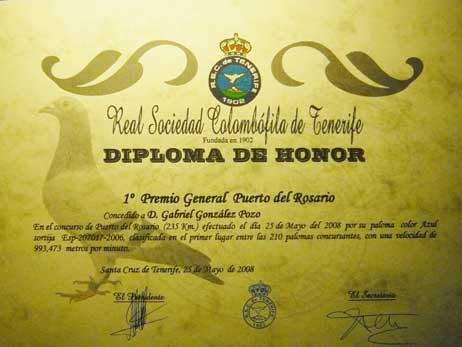 R.S.C. de TENERIFE
1902
Real Sociedad Colombófila de Tenerife
Fundada en 1902
DIPLOMA DE HONOR
1º Premio General Puerto del Rosario
Concedido a D. Gabriel González Pozo
En el concurso de Puerto del Rosario (235 Km.) efectuado el día 25 de Mayo del 2008 por su paloma color Azul
sortija Esp-207017-2006, clasificada en el primer lugar entre las 210 palomas concursantes, con una velocidad de
993,473 metros por minuto.
Santa Cruz de Tenerife, 25 de Mayo de 2008
El Presidente
El Secretario
1902